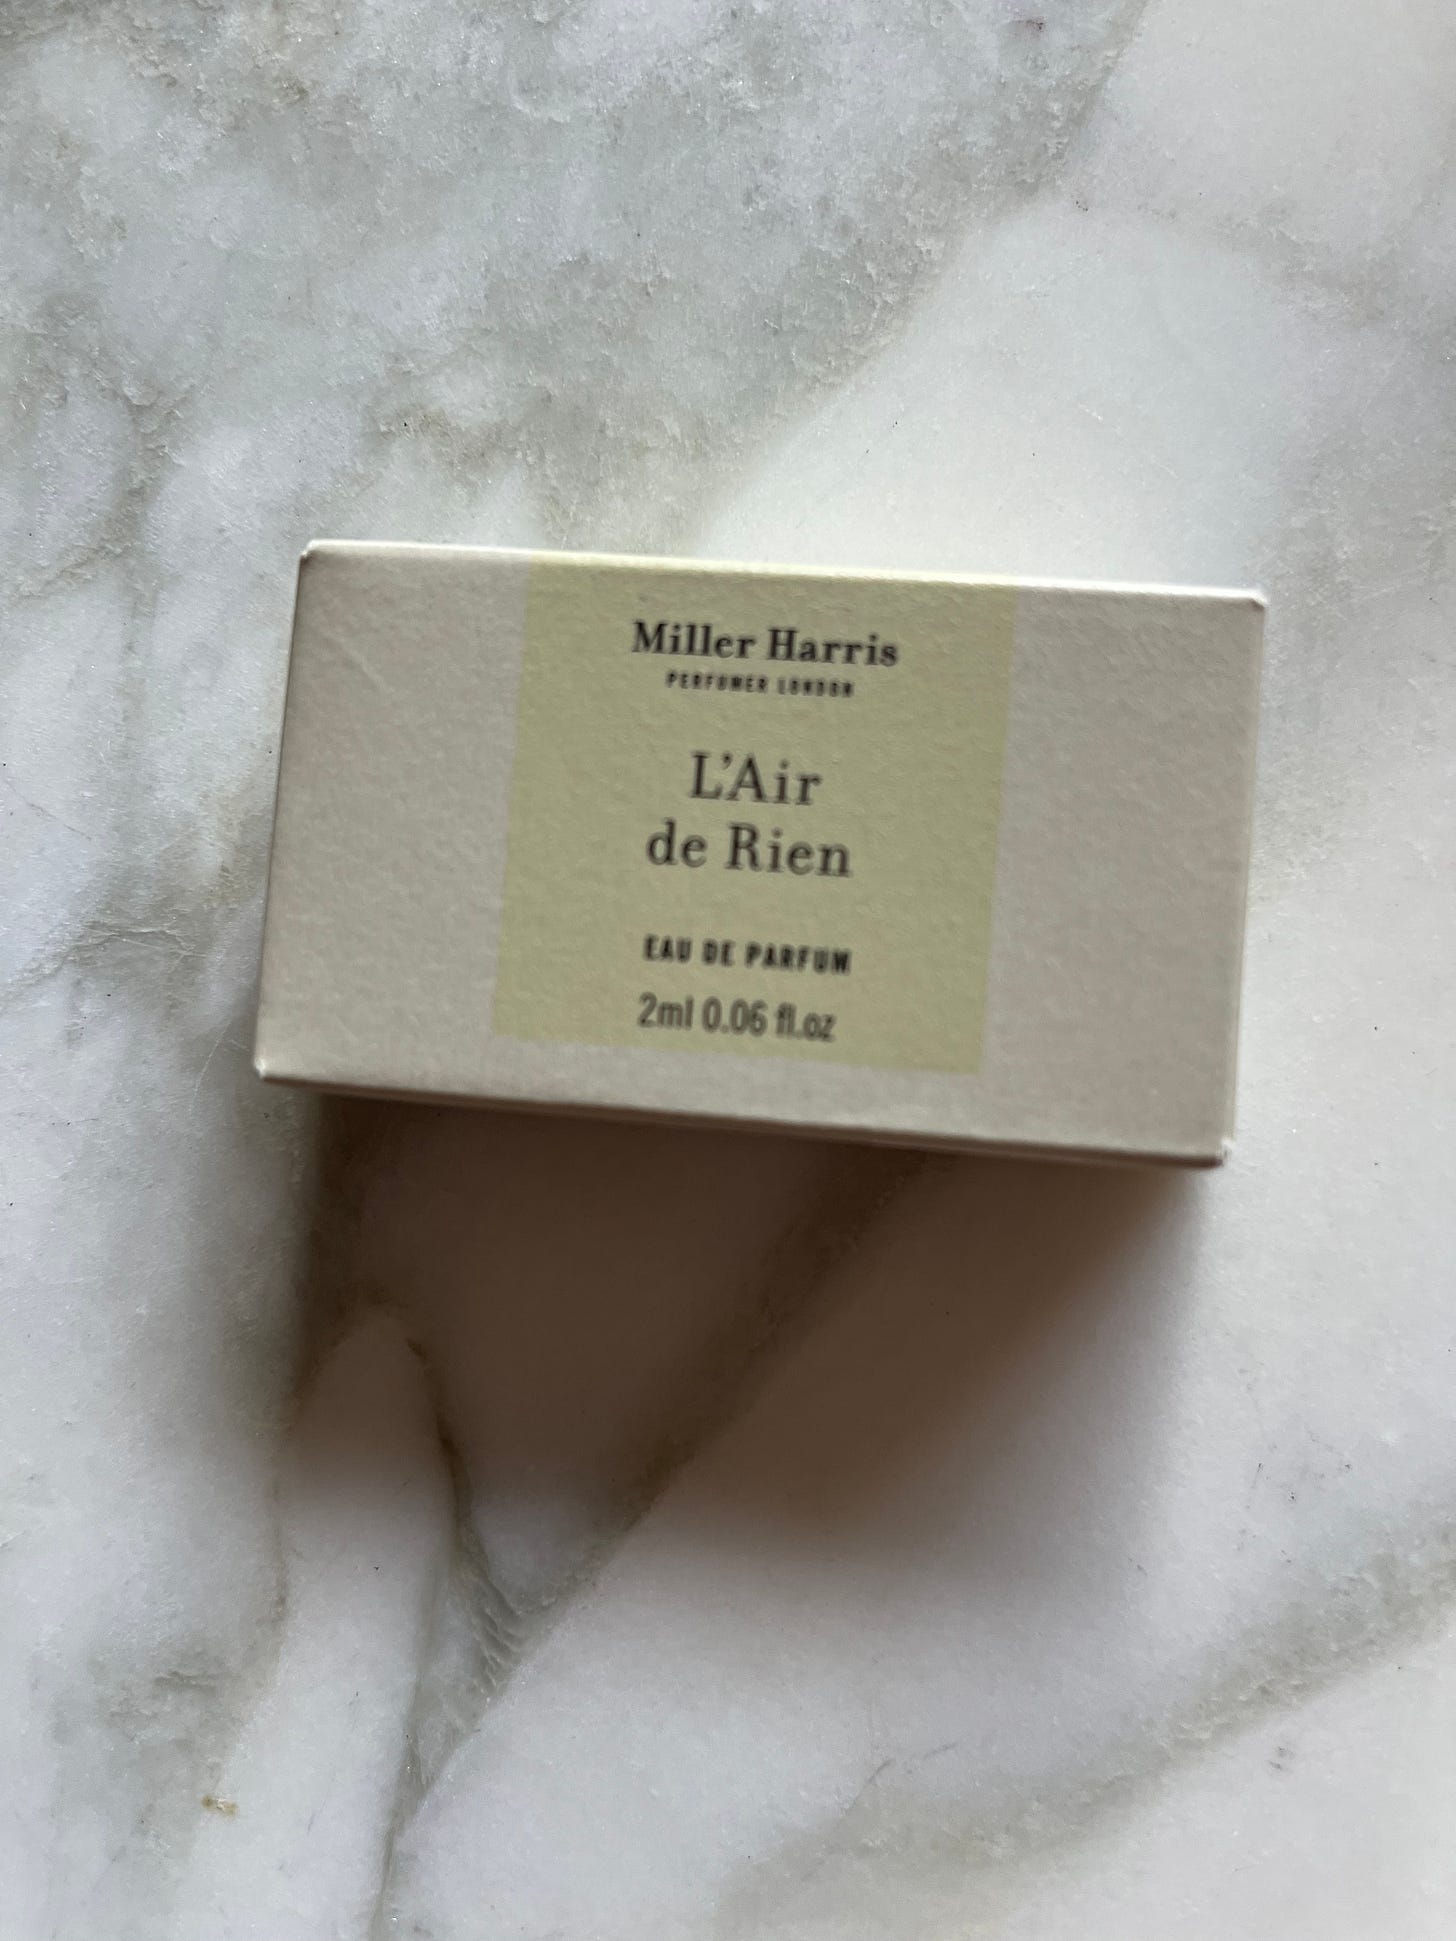 Miller Harris
PERFUMER LONDON
L'Air
de Rien
EAU DE PARFUM
2ml 0.06 fl.oz